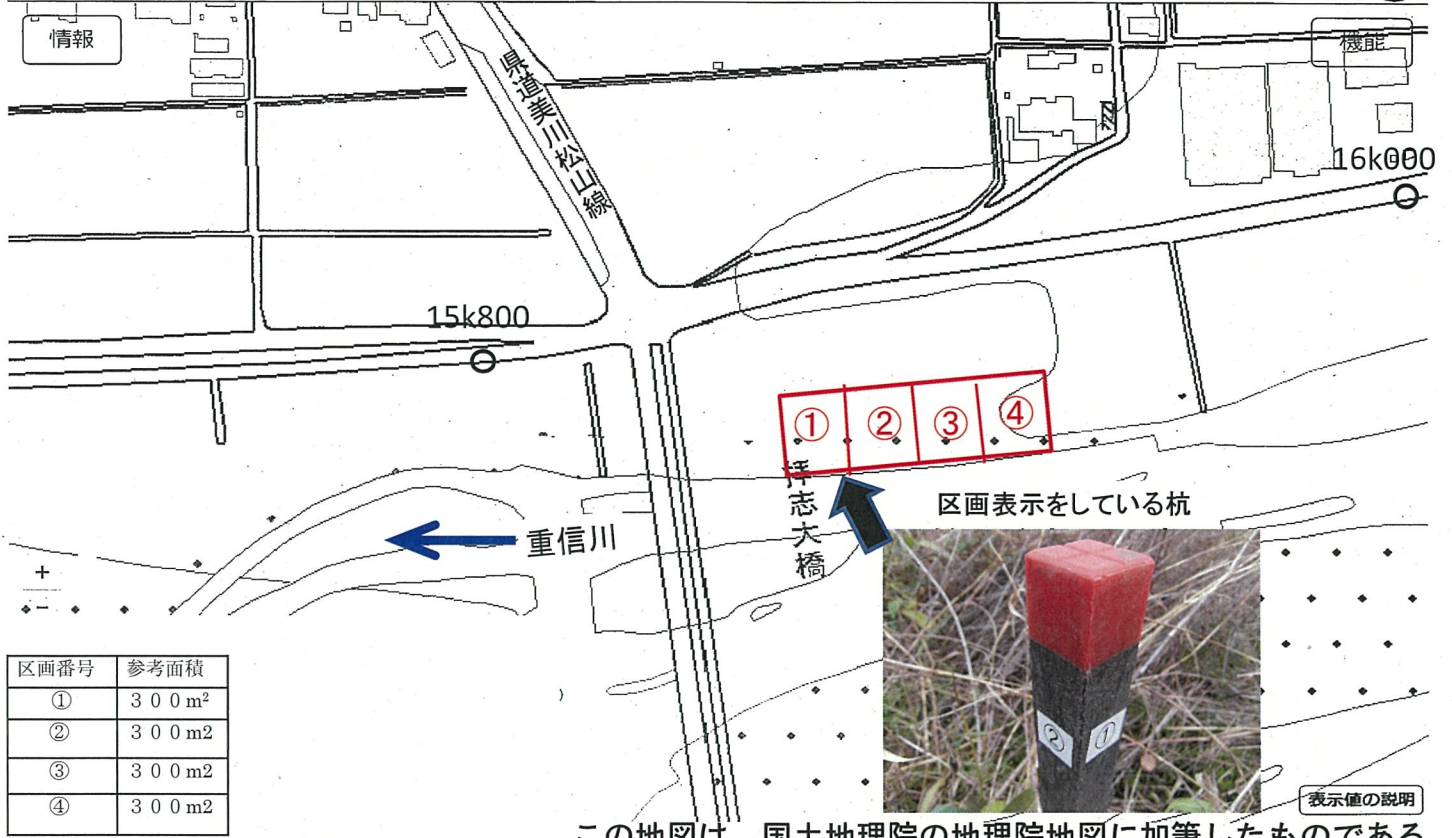 情報
機能
県道美川松山線
16k000
15k800
① ② ③ ④
拝志大橋
区画表示をしている杭
重信川
+
−
② ①
区画番号 参考面積
① 300m²
② 300m2
③ 300m2
④ 300m2
表示値の説明
この地図は、国土地理院の地理院地図に加筆したものである